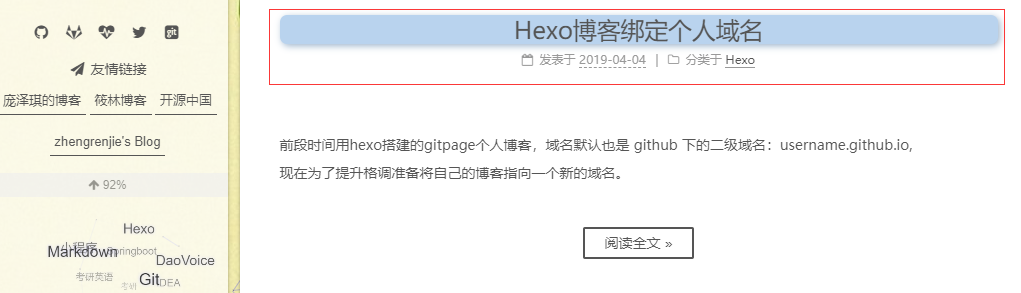 友情链接
庞泽琪的博客 筱林博客 开源中国
zhengrenjie's Blog
92%
Hexo
小程序
Markdown
Springboot
DaoVoice
考研英语
考研
Git
IDEA
Hexo博客绑定个人域名
发表于 2019-04-04 | 分类于 Hexo
前段时间用hexo搭建的gitpage个人博客，域名默认也是 github 下的二级域名：username.github.io,
现在为了提升格调准备将自己的博客指向一个新的域名。
阅读全文 »